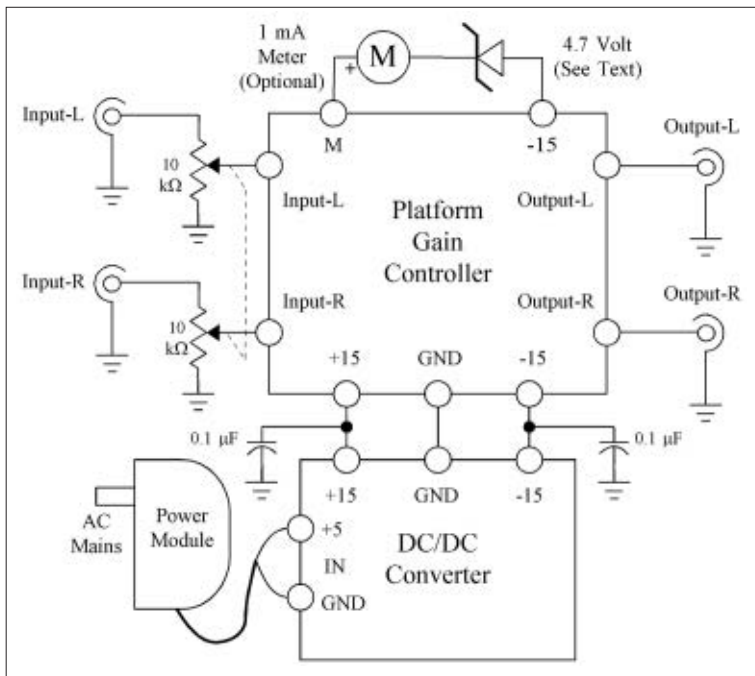 1 mA
Meter
(Optional)
+
M
4.7 Volt
(See Text)
Input-L
10
kΩ
M
-15
Output-L
Input-L
Output-L
Platform
Gain
Controller
Input-R
10
kΩ
Input-R
Output-R
Output-R
+15
GND
-15
0.1 µF
0.1 µF
+15
GND
-15
AC
Mains
Power
Module
+5
IN
GND
DC/DC
Converter